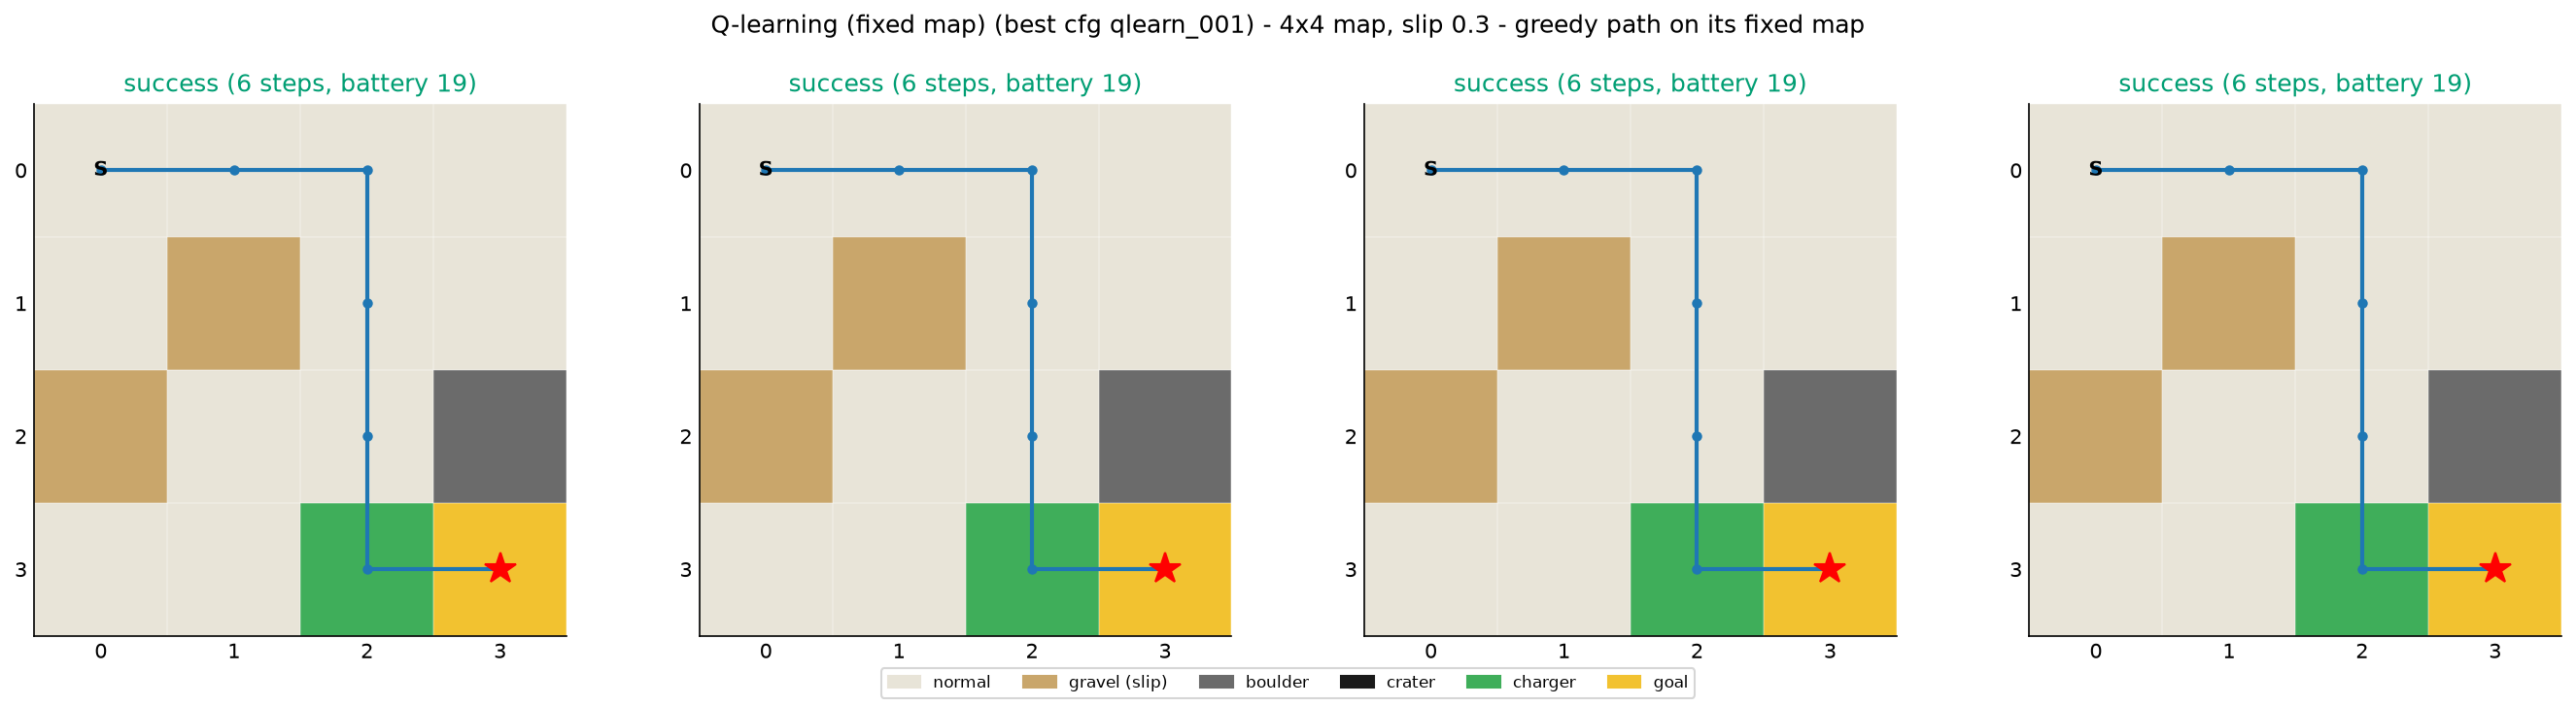 Q-learning (fixed map) (best cfg qlearn_001) - 4x4 map, slip 0.3 - greedy path on its fixed map
success (6 steps, battery 19)
S
0
1
2
3
0 1 2 3
success (6 steps, battery 19)
S
0
1
2
3
0 1 2 3
success (6 steps, battery 19)
S
0
1
2
3
0 1 2 3
success (6 steps, battery 19)
S
0
1
2
3
0 1 2 3
normal gravel (slip) boulder crater charger goal